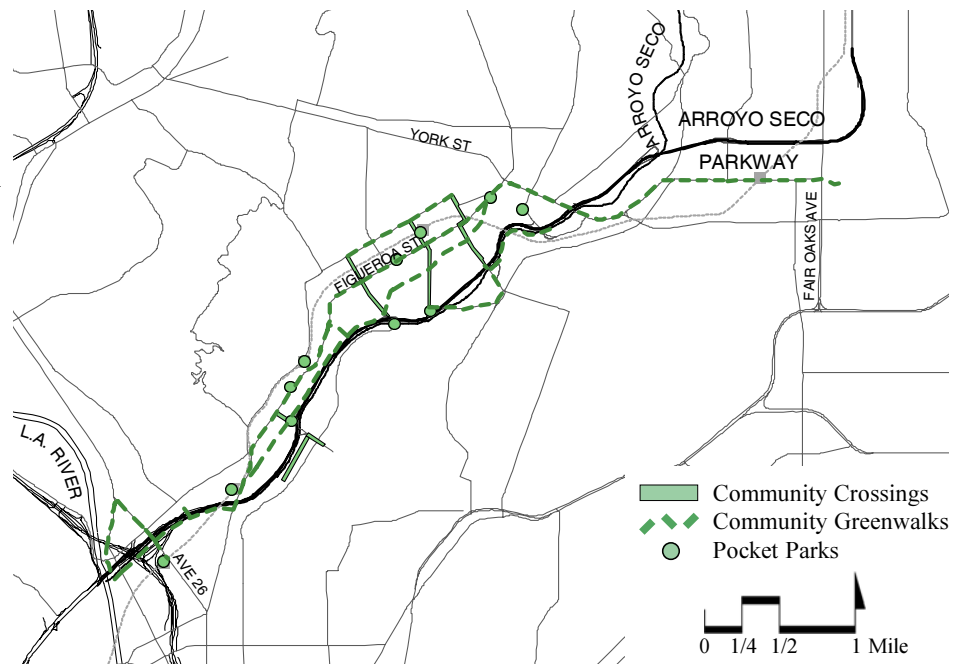 ARROYO SECO
ARROYO SECO
PARKWAY
YORK ST
FIGUEROA ST
FAIR OAKS AVE
L.A. RIVER
AVE 26
Community Crossings
Community Greenwalks
Pocket Parks
0 1/4 1/2 1 Mile